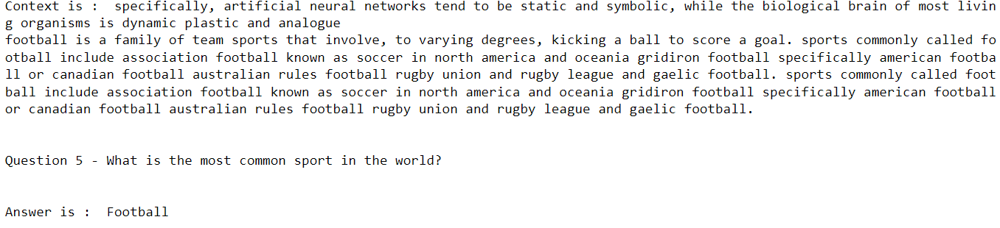 Context is :  specifically, artificial neural networks tend to be static and symbolic, while the biological brain of most livin
g organisms is dynamic plastic and analogue
football is a family of team sports that involve, to varying degrees, kicking a ball to score a goal. sports commonly called fo
otball include association football known as soccer in north america and oceania gridiron football specifically american footba
ll or canadian football australian rules football rugby union and rugby league and gaelic football. sports commonly called foot
ball include association football known as soccer in north america and oceania gridiron football specifically american football
or canadian football australian rules football rugby union and rugby league and gaelic football.
Question 5 - What is the most common sport in the world?
Answer is :  Football